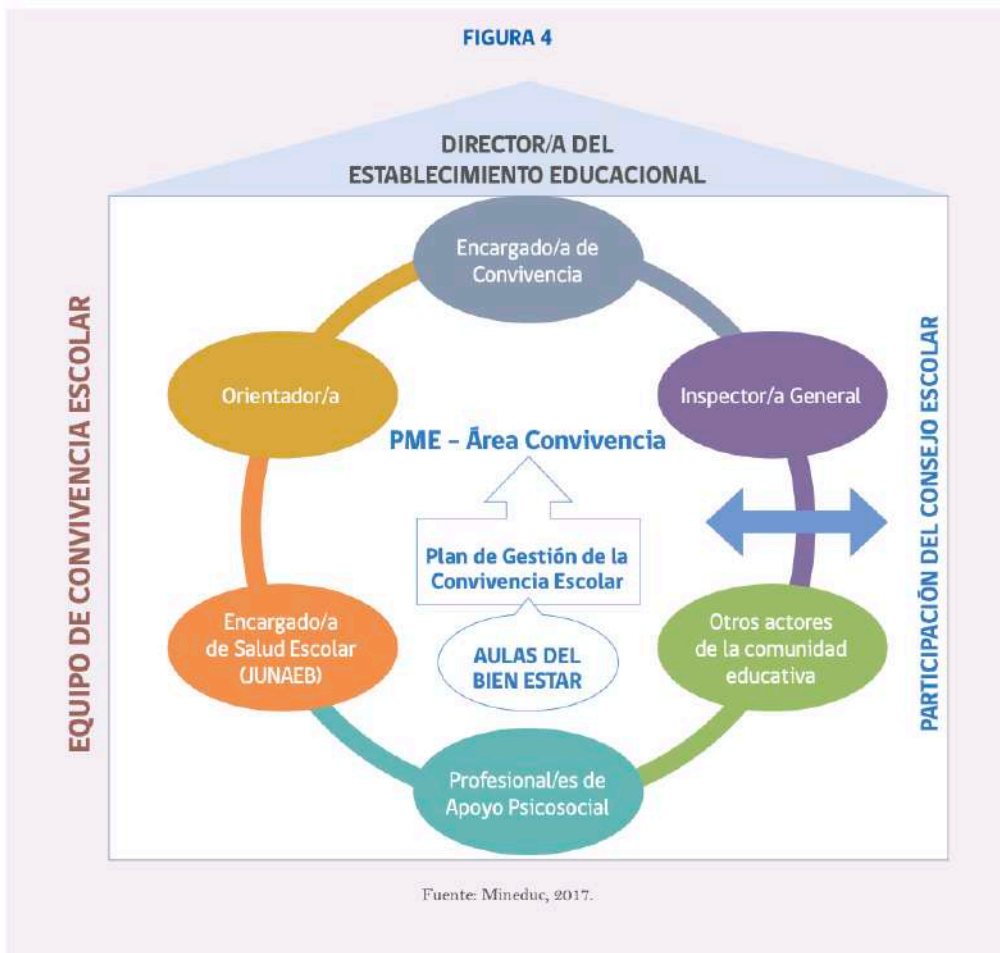 FIGURA 4
DIRECTOR/A DEL
ESTABLECIMIENTO EDUCACIONAL
EQUIPO DE CONVIVENCIA ESCOLAR
Encargado/a de
Convivencia
Orientador/a
Inspector/a General
PME – Área Convivencia
Plan de Gestión de la
Convivencia Escolar
AULAS DEL
BIEN ESTAR
Encargado/a
de Salud Escolar
(JUNAEB)
Otros actores
de la comunidad
educativa
Profesional/es de
Apoyo Psicosocial
PARTICIPACIÓN DEL CONSEJO ESCOLAR
Fuente: Mineduc, 2017.